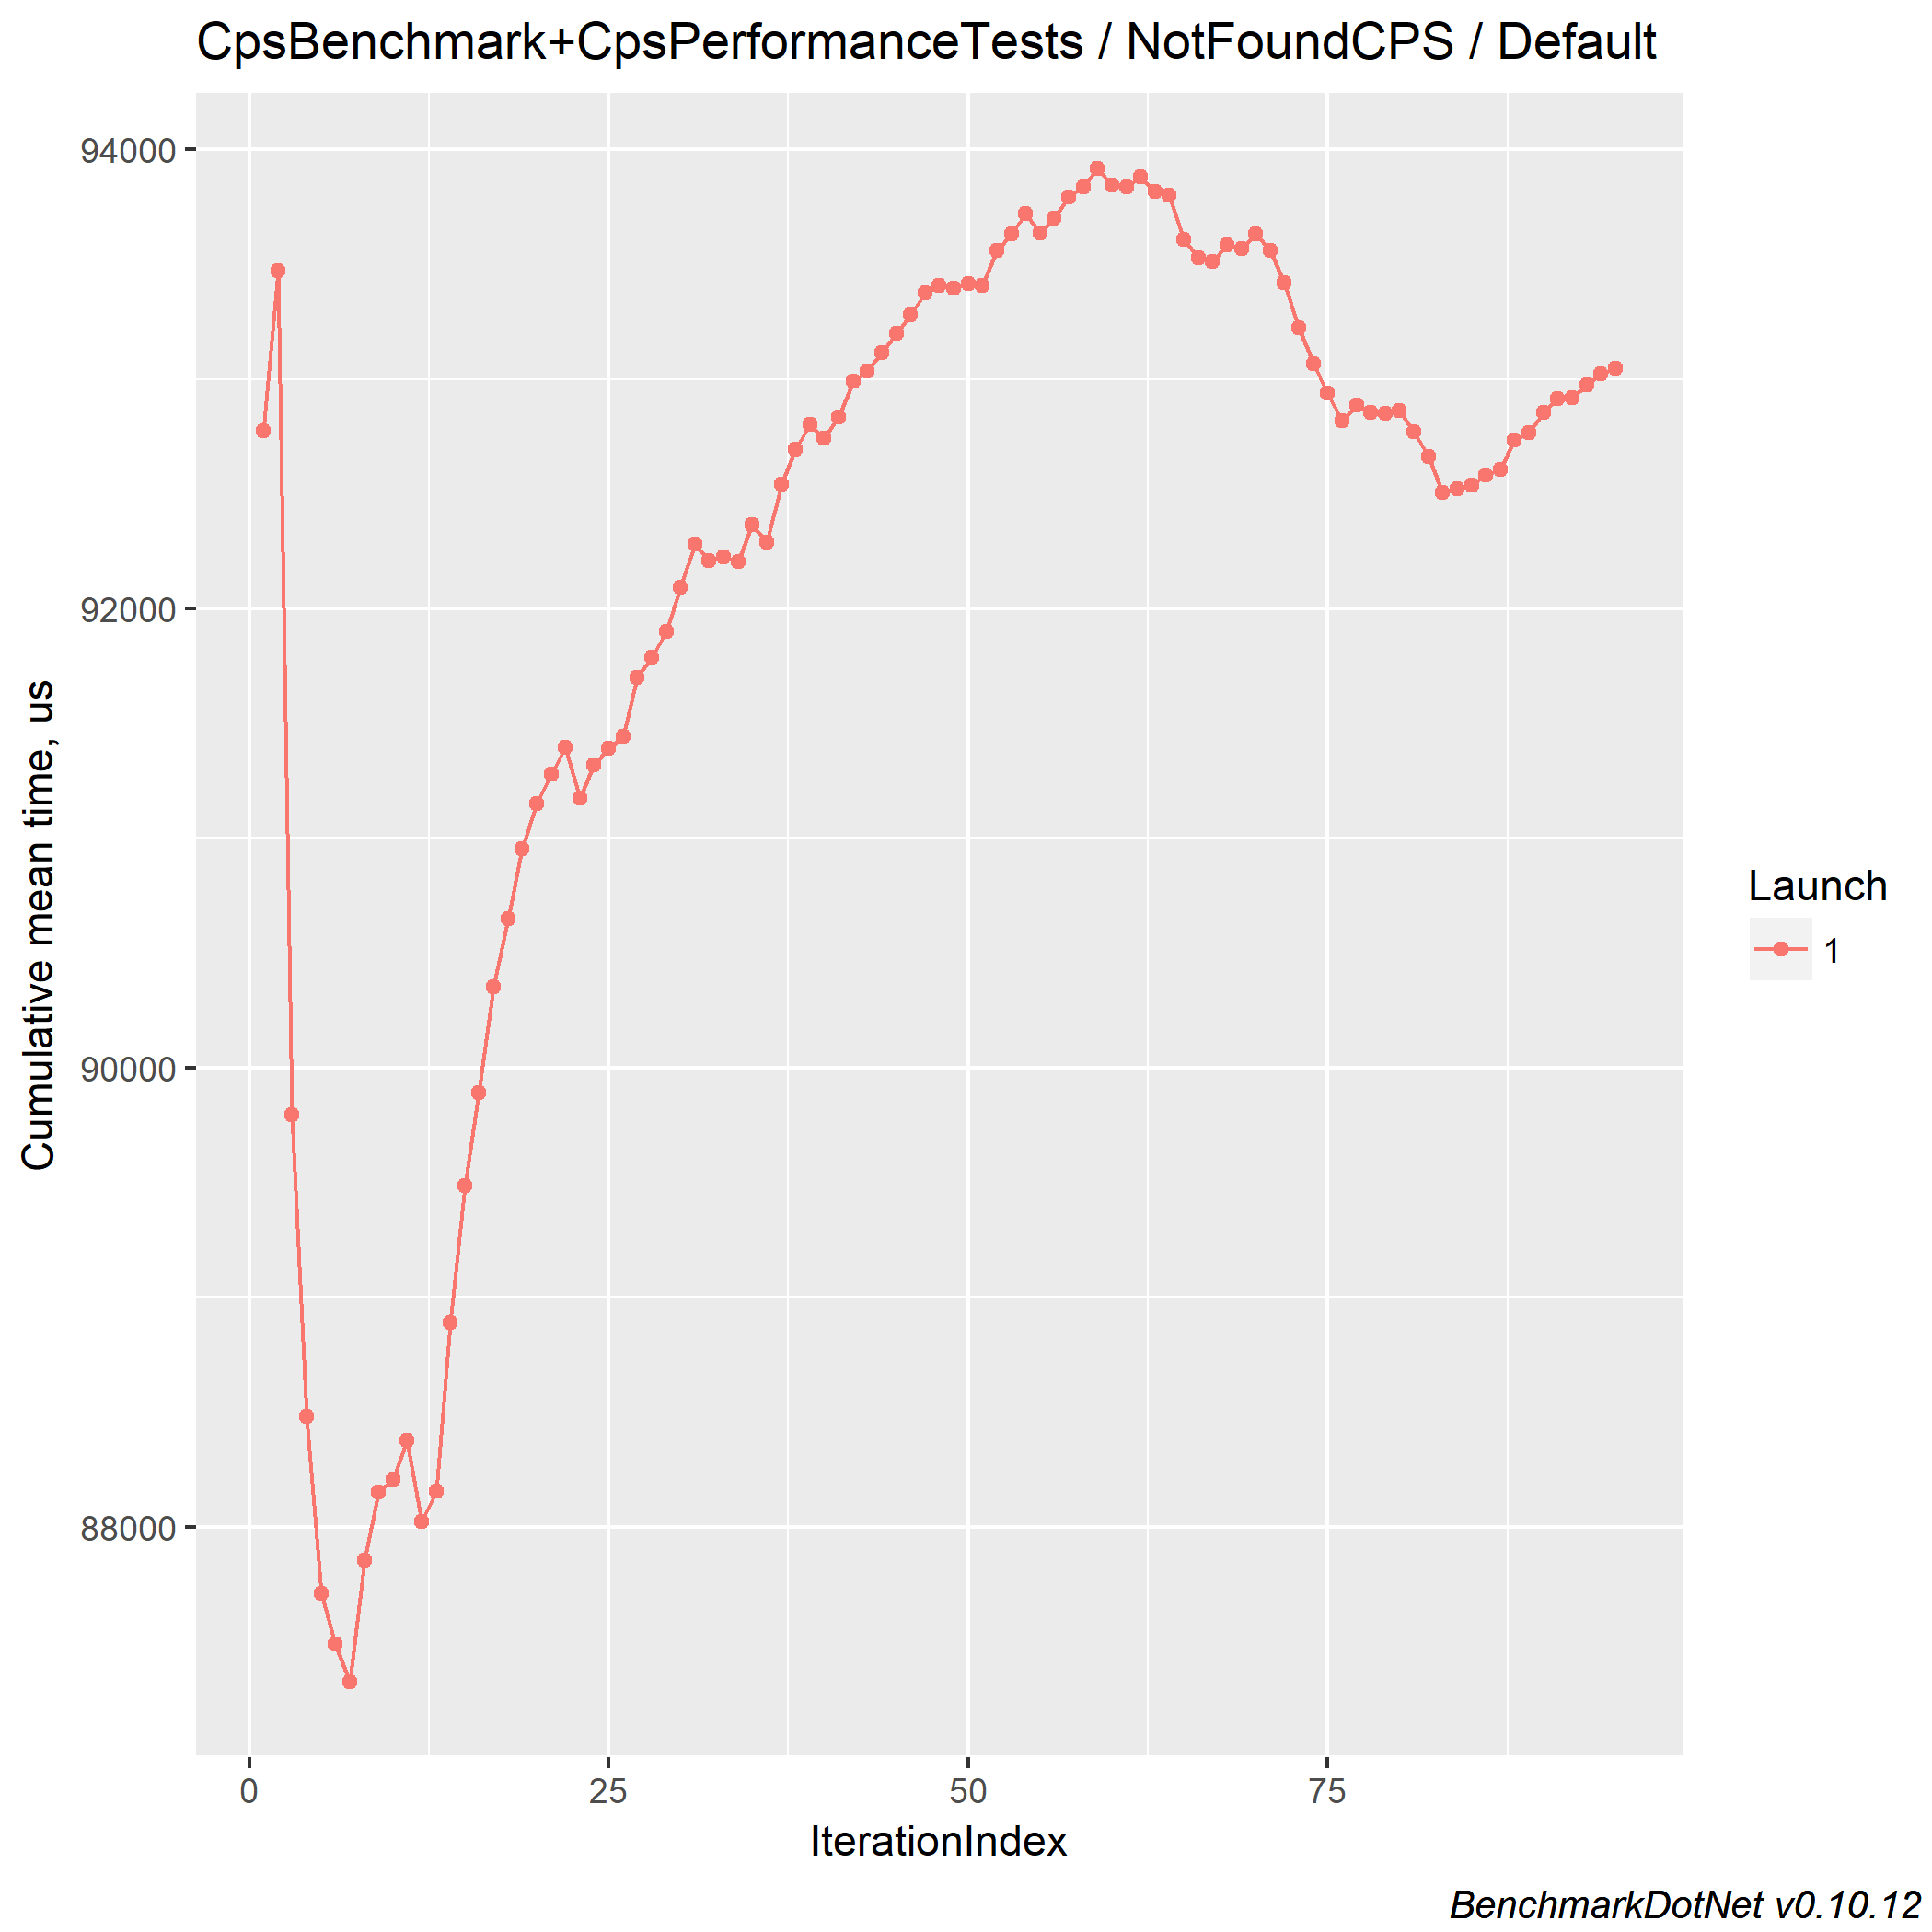 CpsBenchmark+CpsPerformanceTests / NotFoundCPS / Default
94000
92000
90000
88000
Cumulative mean time, us
0 25 50 75
IterationIndex
Launch
1
BenchmarkDotNet v0.10.12